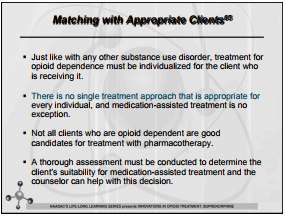 Matching with Appropriate Clients
Just like with any other substance use disorder, treatment for
opioid dependence must be individualized for the client who
is receiving it.
There is no single treatment approach that is appropriate for
every individual, and medication-assisted treatment is no
exception.
Not all clients who are opioid dependent are good
candidates for treatment with pharmacotherapy.
A thorough assessment must be conducted to determine the
client's suitability for medication-assisted treatment and the
counselor can help with this decision.
NAADAC'S LIFE-LONG LEARNING SERIES presents INNOVATIONS IN OPIOID TREATMENT: BUPRENORPHINE